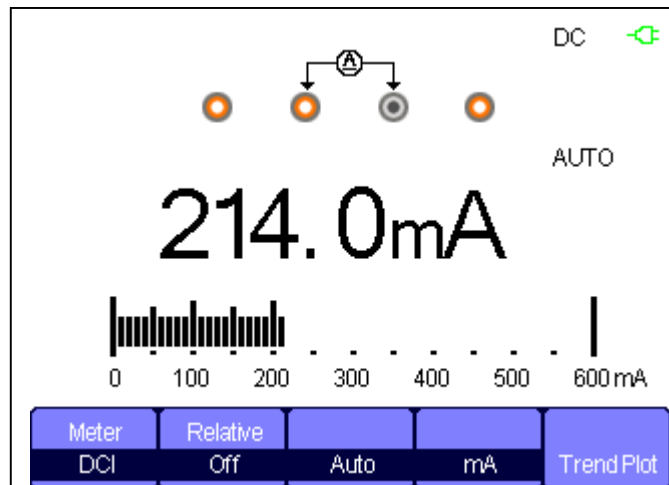 DC
A
AUTO
214.0mA
0 100 200 300 400 500 600 mA
Meter Relative
DCI Off Auto mA Trend Plot